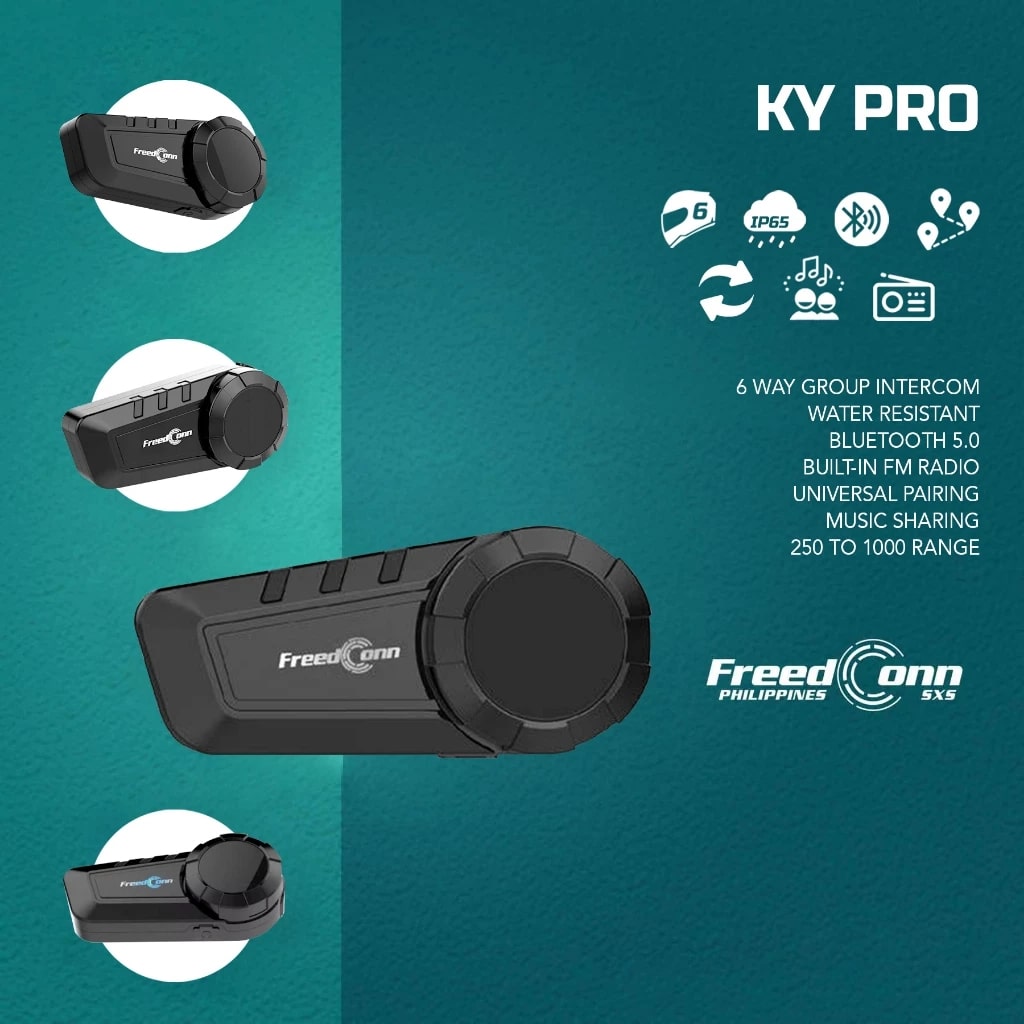 KY PRO
6
IP65
6 WAY GROUP INTERCOM
WATER RESISTANT
BLUETOOTH 5.0
BUILT-IN FM RADIO
UNIVERSAL PAIRING
MUSIC SHARING
250 TO 1000 RANGE
FreedConn
PHILIPPINES SXS
FreedConn
FreedConn
FreedConn
FreedConn